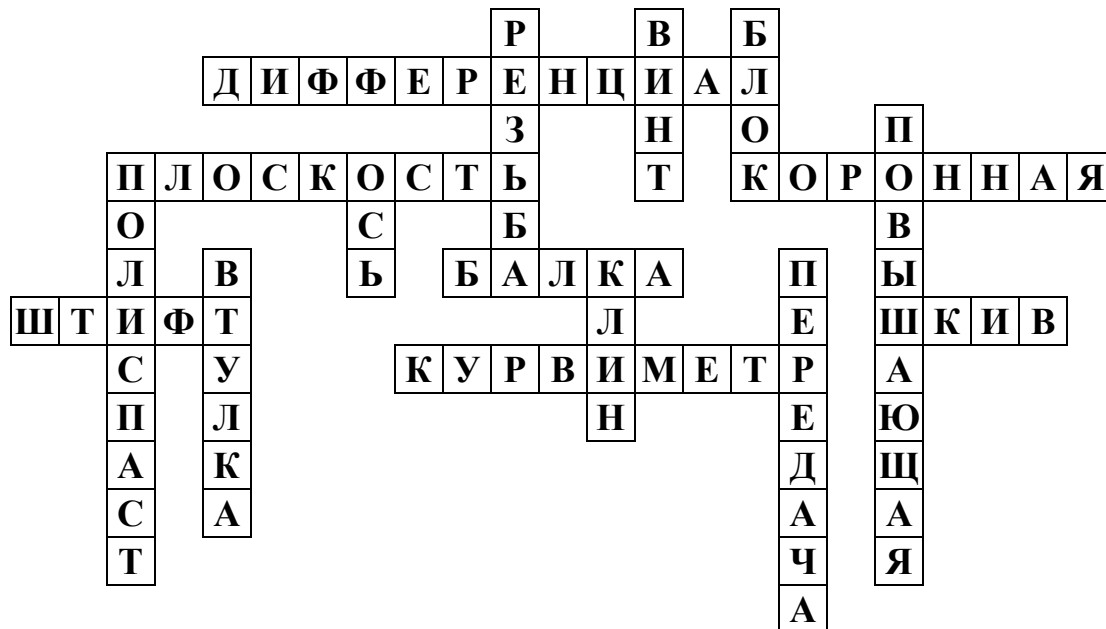 Р В Б
ДИФФЕРЕНЦИАЛ
З Н О П
ПЛОСКОСТЬ Т КОРОННАЯ
О С Б В
Л В Ь БАЛКА П Ы
ШТИФТ Л Е ШКИВ
С У КУРВИМЕТР А
П Л Н Е Ю
А К Д Щ
С А А А
Т Ч Я
А